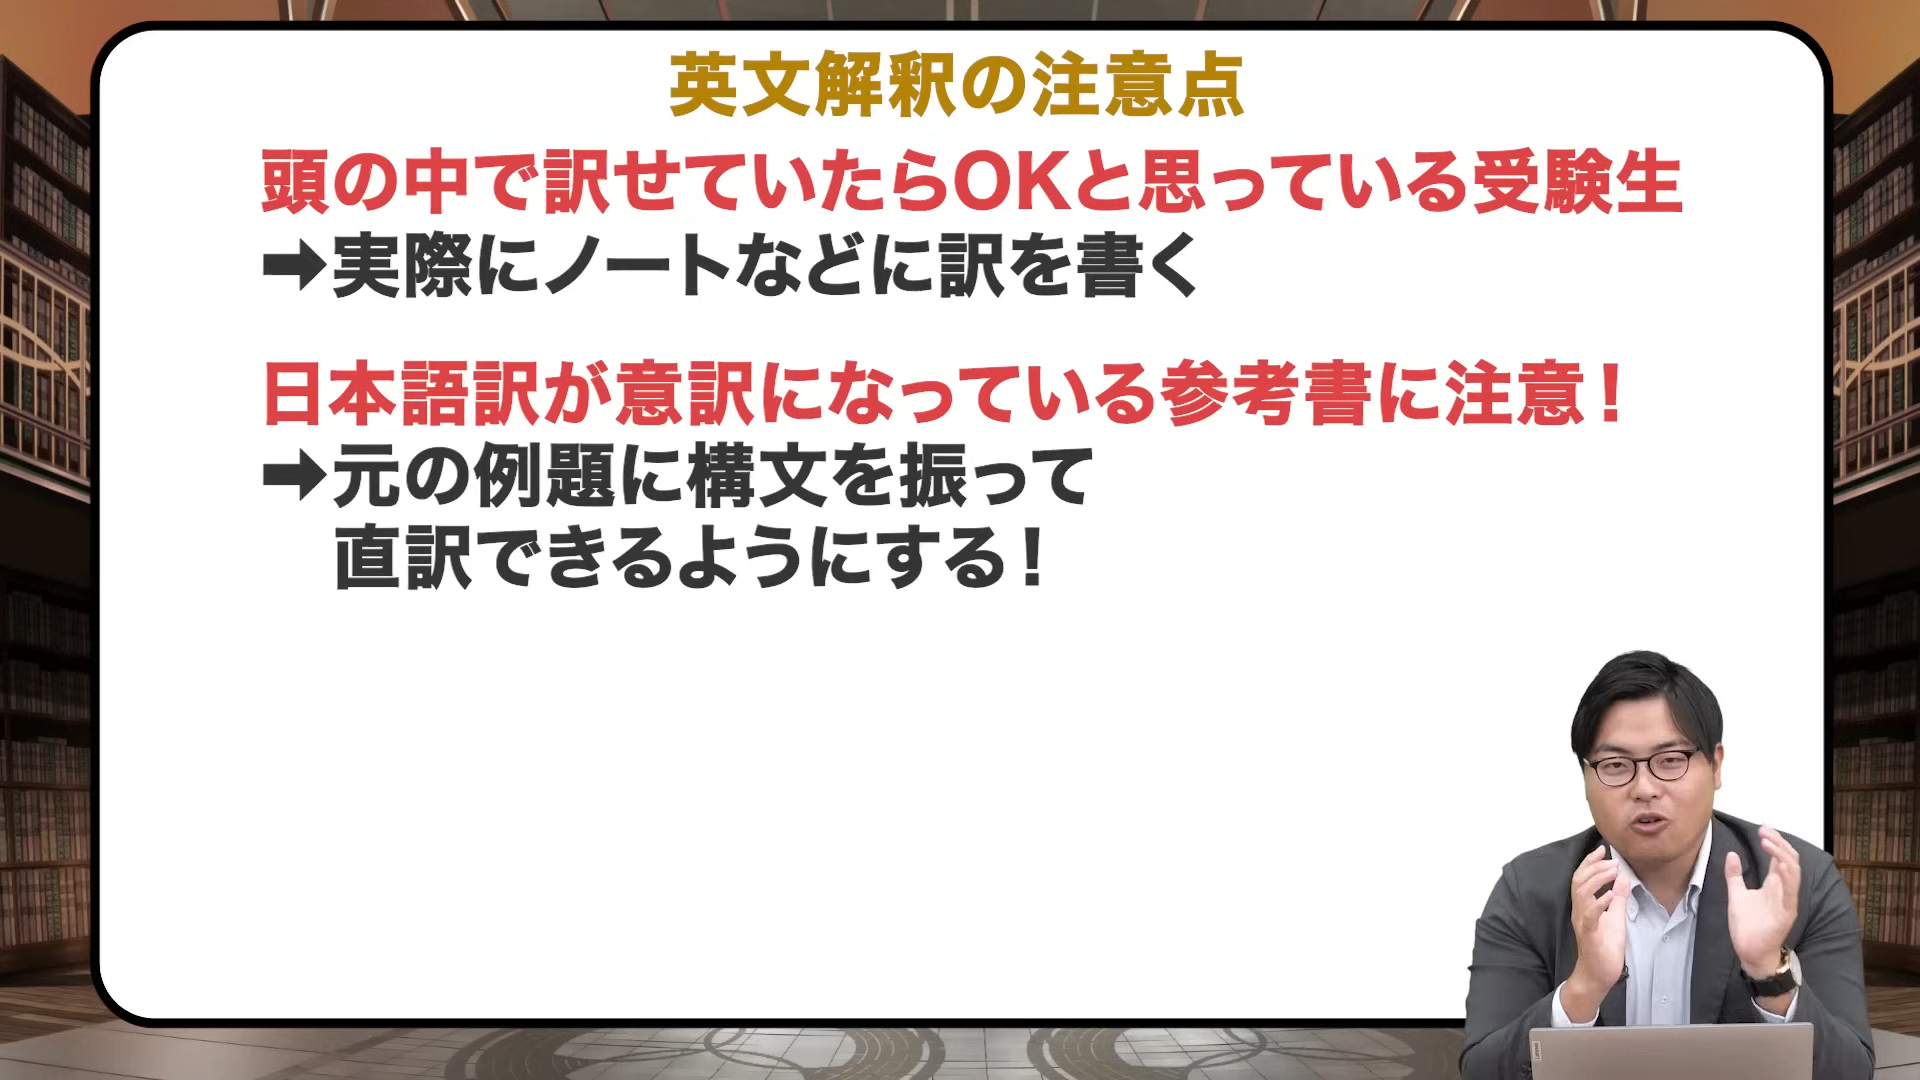 英文解釈の注意点
頭の中で訳せていたらOKと思っている受験生
➡実際にノートなどに訳を書く
日本語訳が意訳になっている参考書に注意！
➡元の例題に構文を振って
直訳できるようにする！